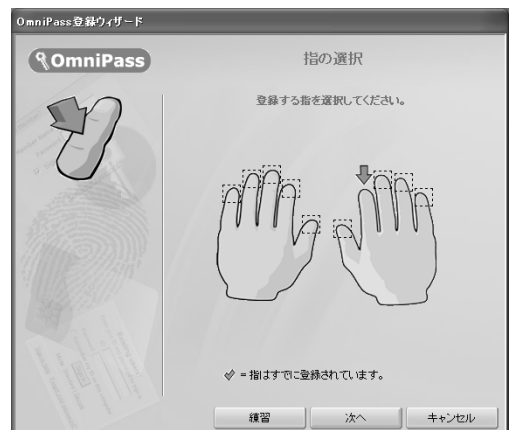 OmniPass登録ウィザード
OmniPass
指の選択
登録する指を選択してください。
= 指はすでに登録されています。
練習
次へ
キャンセル